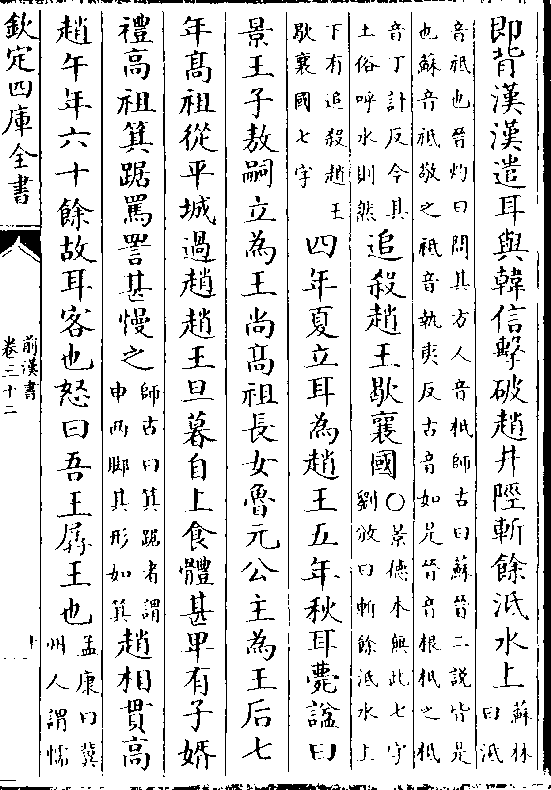 即背漢漢遣耳與韓信擊破趙井陘斬餘泜水上蘇林曰泜
音祗也晉灼曰問其方人音柢師古曰蘇晉二說皆是
也蘇音祗敬之祗音執夷反古音如是晉音根柢之柢
音丁計反今其土俗呼水則然追殺趙王歇襄國○景德本無此七字劉攽曰斬餘泜水上
下有追殺趙王歇襄國七字四年夏立耳為趙王五年秋耳薨諡曰
景王子敖嗣立為王尚高祖長女魯元公主為王后七
年高祖從平城過趙趙王旦暮自上食體甚卑有子婿
禮高祖箕踞罵詈甚慢之師古曰箕踞者謂申兩脚其形如箕趙相貫高
趙午年六十餘故耳客也怒曰吾王孱王也孟康曰冀州人謂懦
欽定四庫全書
前漢書
卷三十二
十